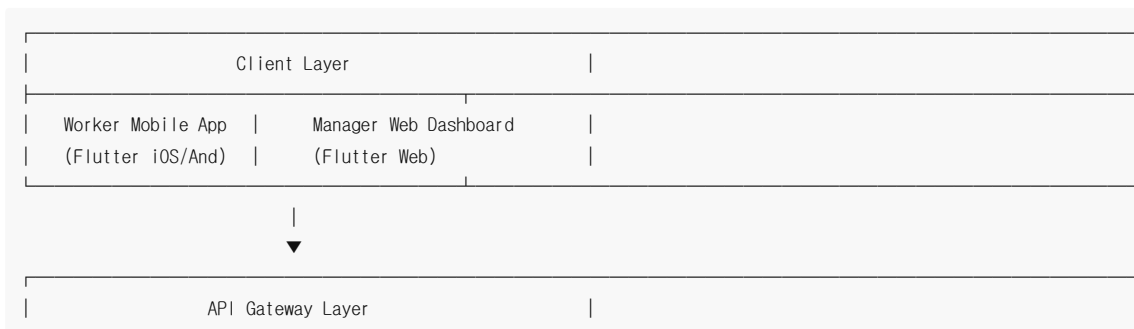 Client Layer
Worker Mobile App | Manager Web Dashboard
(Flutter iOS/And) | (Flutter Web)
▼
API Gateway Layer